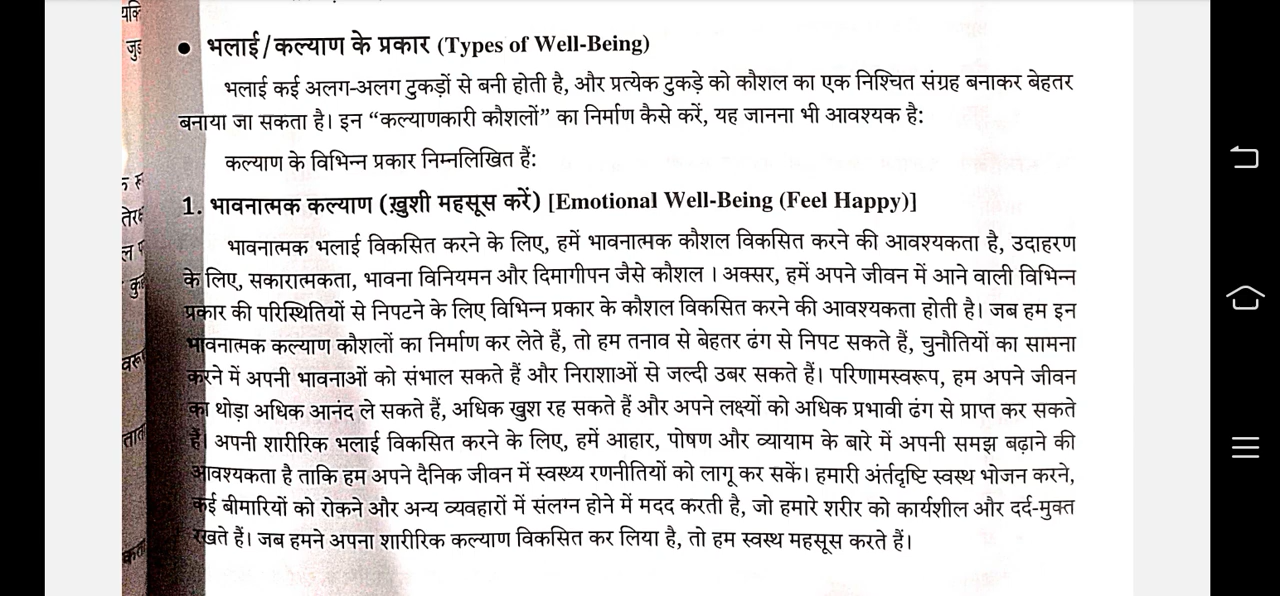 • भलाई/कल्याण के प्रकार (Types of Well-Being)
भलाई कई अलग-अलग टुकड़ों से बनी होती है, और प्रत्येक टुकड़े को कौशल का एक निश्चित संग्रह बनाकर बेहतर
बनाया जा सकता है। इन “कल्याणकारी कौशलों” का निर्माण कैसे करें, यह जानना भी आवश्यक है:
कल्याण के विभिन्न प्रकार निम्नलिखित हैं:
1. भावनात्मक कल्याण (ख़ुशी महसूस करें) [Emotional Well-Being (Feel Happy)]
भावनात्मक भलाई विकसित करने के लिए, हमें भावनात्मक कौशल विकसित करने की आवश्यकता है, उदाहरण
के लिए, सकारात्मकता, भावना विनियमन और दिमागीपन जैसे कौशल । अक्सर, हमें अपने जीवन में आने वाली विभिन्न
प्रकार की परिस्थितियों से निपटने के लिए विभिन्न प्रकार के कौशल विकसित करने की आवश्यकता होती है। जब हम इन
भावनात्मक कल्याण कौशलों का निर्माण कर लेते हैं, तो हम तनाव से बेहतर ढंग से निपट सकते हैं, चुनौतियों का सामना
करने में अपनी भावनाओं को संभाल सकते हैं और निराशाओं से जल्दी उबर सकते हैं। परिणामस्वरूप, हम अपने जीवन
का थोड़ा अधिक आनंद ले सकते हैं, अधिक खुश रह सकते हैं और अपने लक्ष्यों को अधिक प्रभावी ढंग से प्राप्त कर सकते
हैं। अपनी शारीरिक भलाई विकसित करने के लिए, हमें आहार, पोषण और व्यायाम के बारे में अपनी समझ बढ़ाने की
आवश्यकता है ताकि हम अपने दैनिक जीवन में स्वस्थ्य रणनीतियों को लागू कर सकें। हमारी अंर्तदृष्टि स्वस्थ भोजन करने,
कई बीमारियों को रोकने और अन्य व्यवहारों में संलग्न होने में मदद करती है, जो हमारे शरीर को कार्यशील और दर्द-मुक्त
रखते हैं। जब हमने अपना शारीरिक कल्याण विकसित कर लिया है, तो हम स्वस्थ महसूस करते हैं।